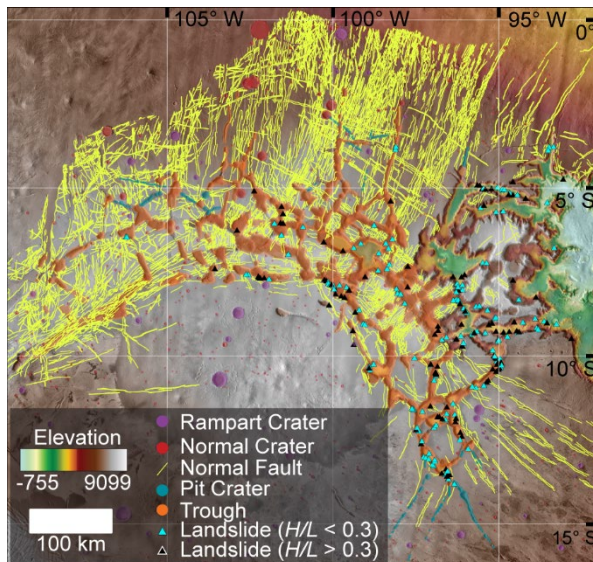 105° W 100° W 95° W
0°
5° S
10° S
15° S
Elevation
-755 9099
100 km
Rampart Crater
Normal Crater
Normal Fault
Pit Crater
Trough
Landslide (H/L < 0.3)
Landslide (H/L > 0.3)